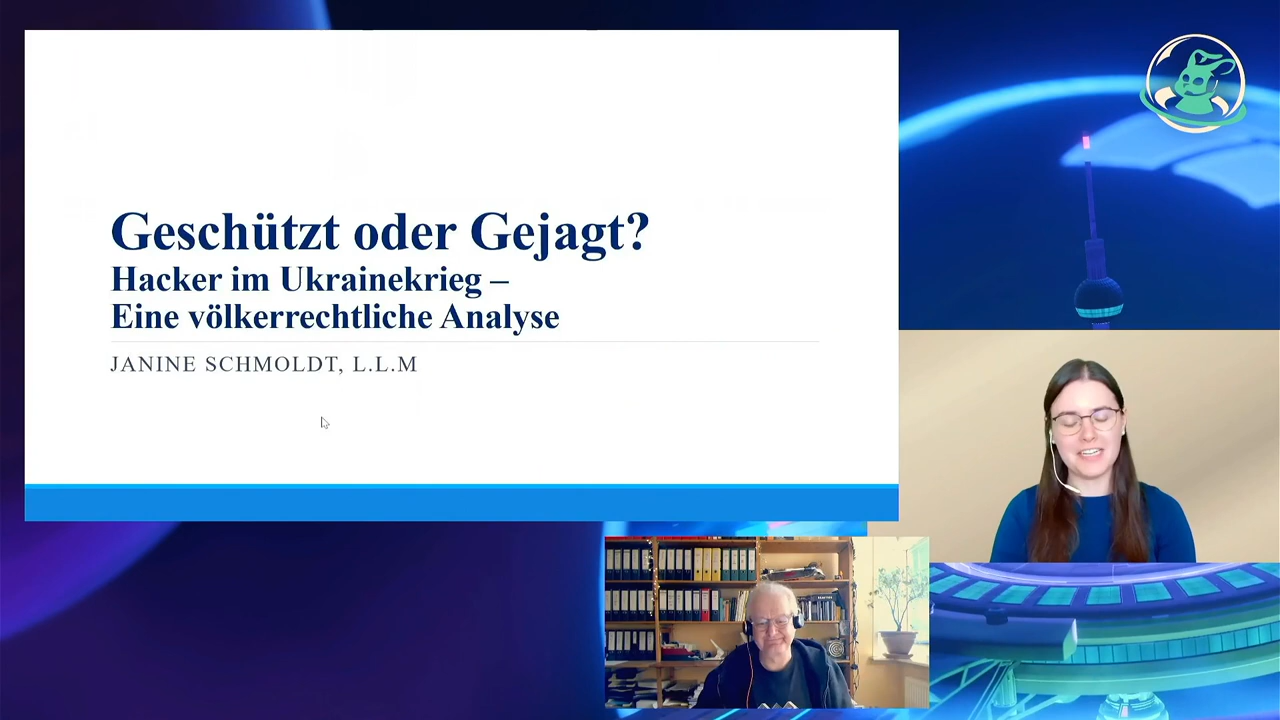 Geschützt oder Gejagt?
Hacker im Ukrainekrieg –
Eine völkerrechtliche Analyse
JANINE SCHMOLDT, L.L.M